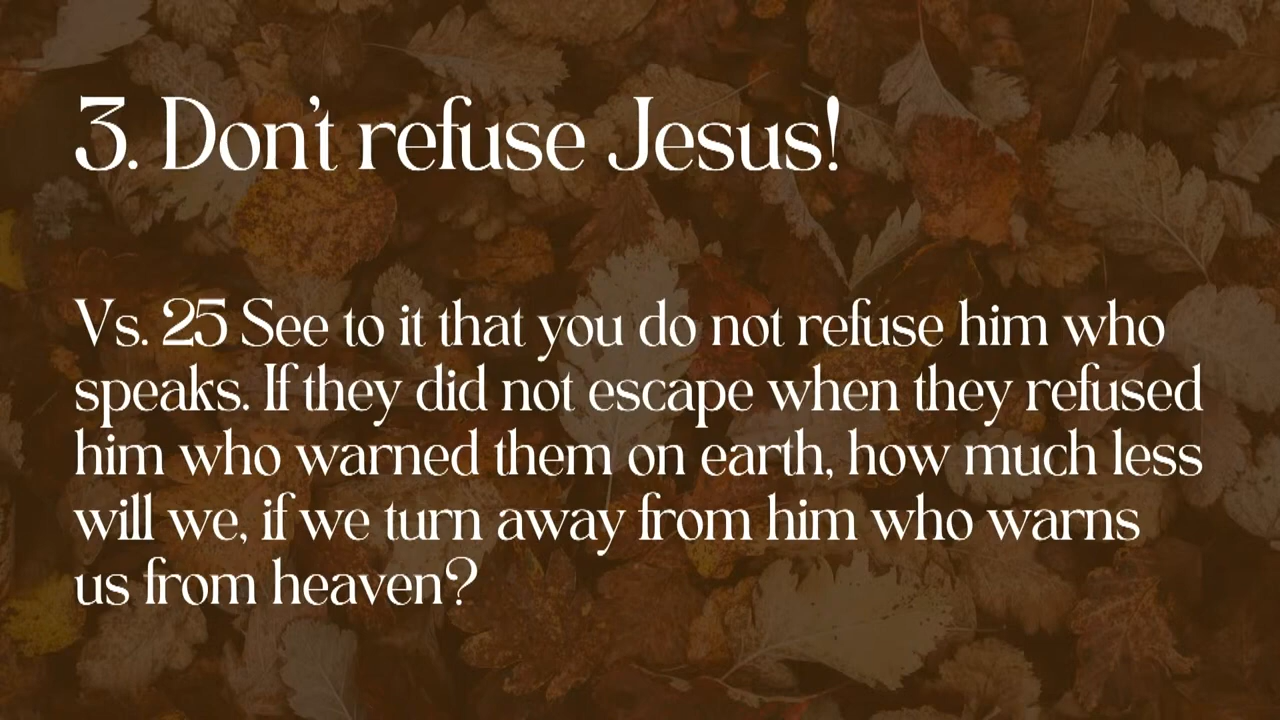 3. Don't refuse Jesus!
Vs. 25 See to it that you do not refuse him who
speaks. If they did not escape when they refused
him who warned them on earth, how much less
will we, if we turn away from him who warns
us from heaven?